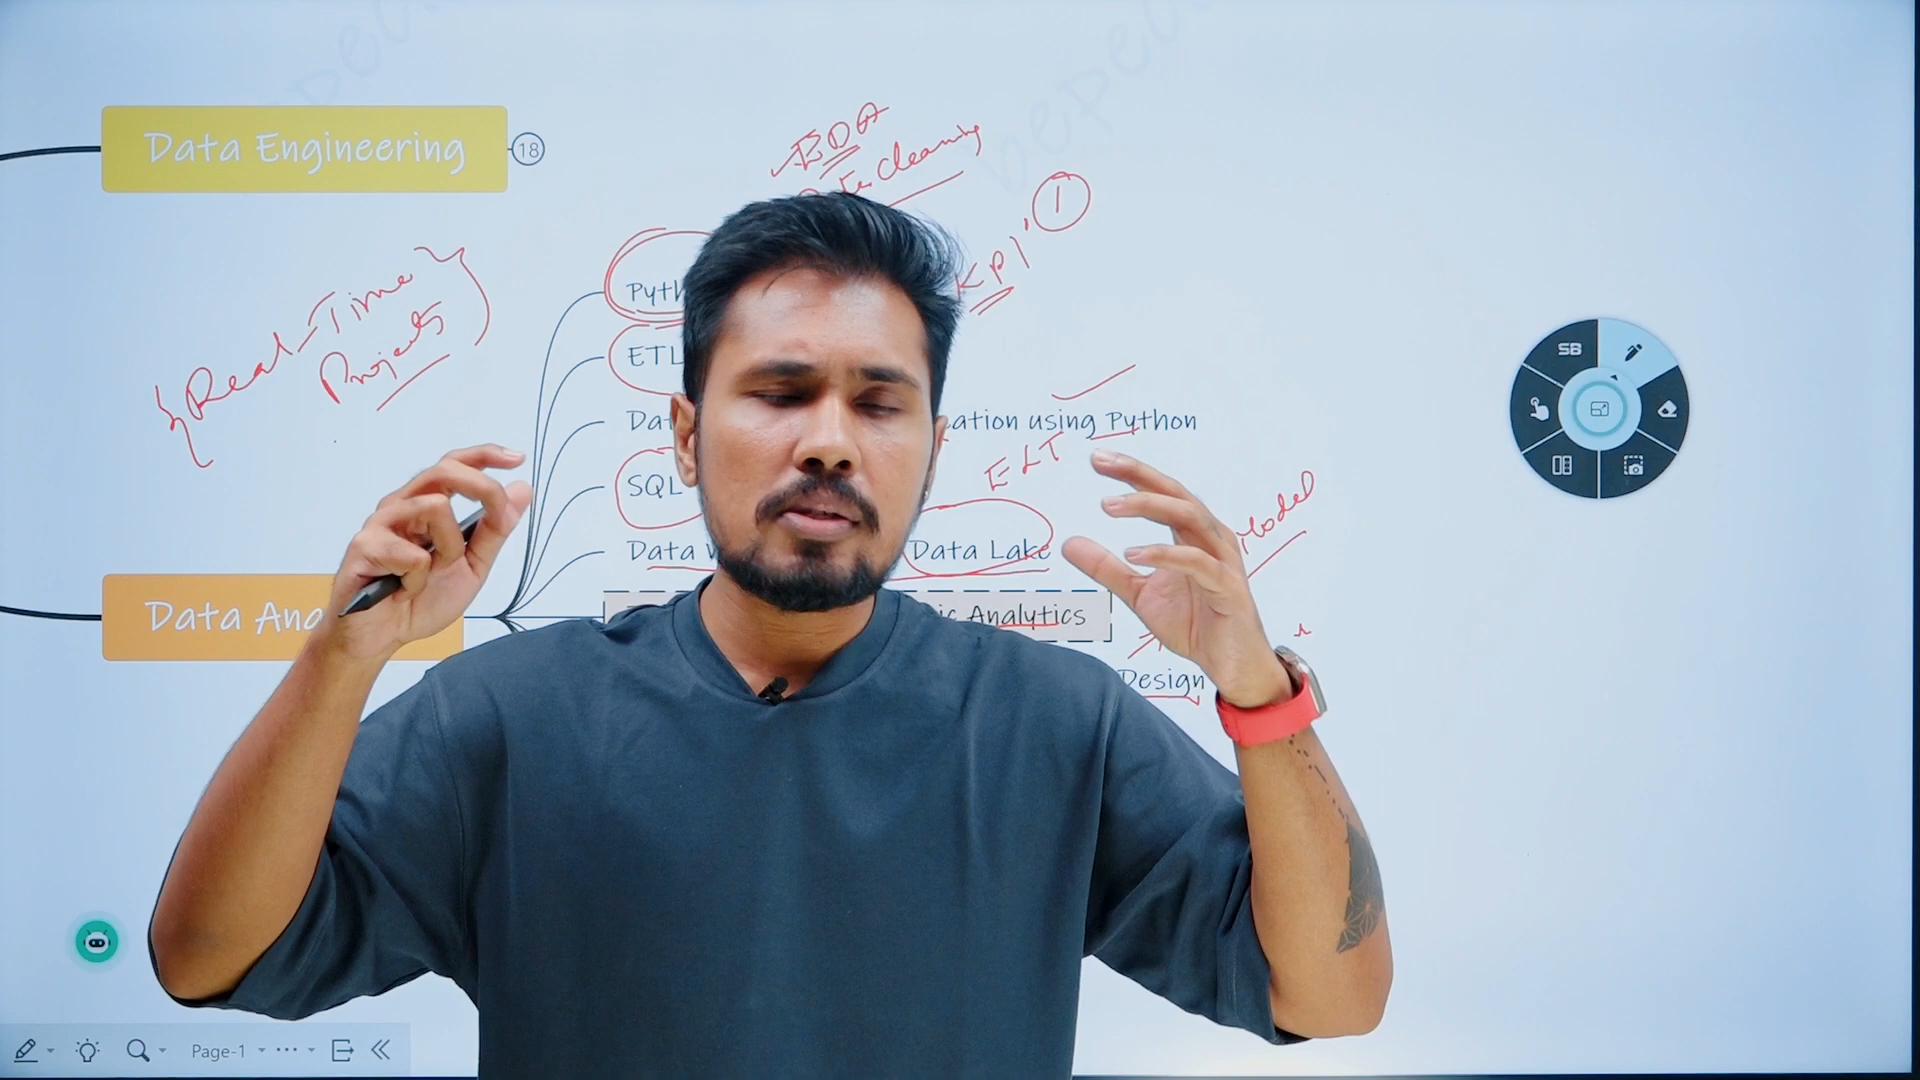 Data Engineering
18
EDA
Cleaning
1
KPI'
{Real-Time
Projects}
Pyth
ETL
Dat
ation using Python
ELT
SQL
Data
Data Lake
Model
Data Ana
ic Analytics
Design
SB
Page-1